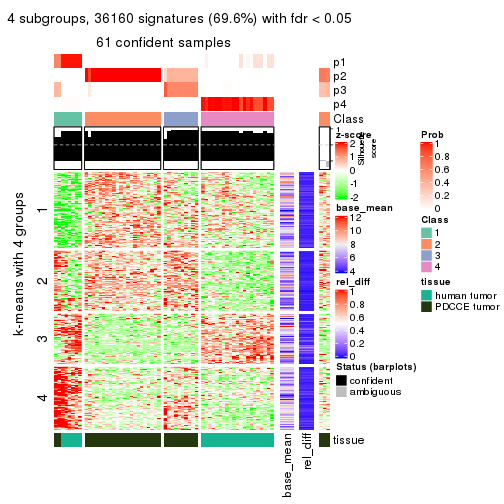 4 subgroups, 36160 signatures (69.6%) with fdr < 0.05
61 confident samples
p1
p2
p3
p4
Class
Silhouette score
k-means with 4 groups
1
2
3
4
base_mean
rel_diff
tissue
z-score
2
1
0
-1
-2
base_mean
12
10
8
6
4
rel_diff
1
0.8
0.6
0.4
0.2
0
Status (barplots)
confident
ambiguous
Prob
1
0.8
0.6
0.4
0.2
0
Class
1
2
3
4
tissue
human tumor
PDCCE tumor